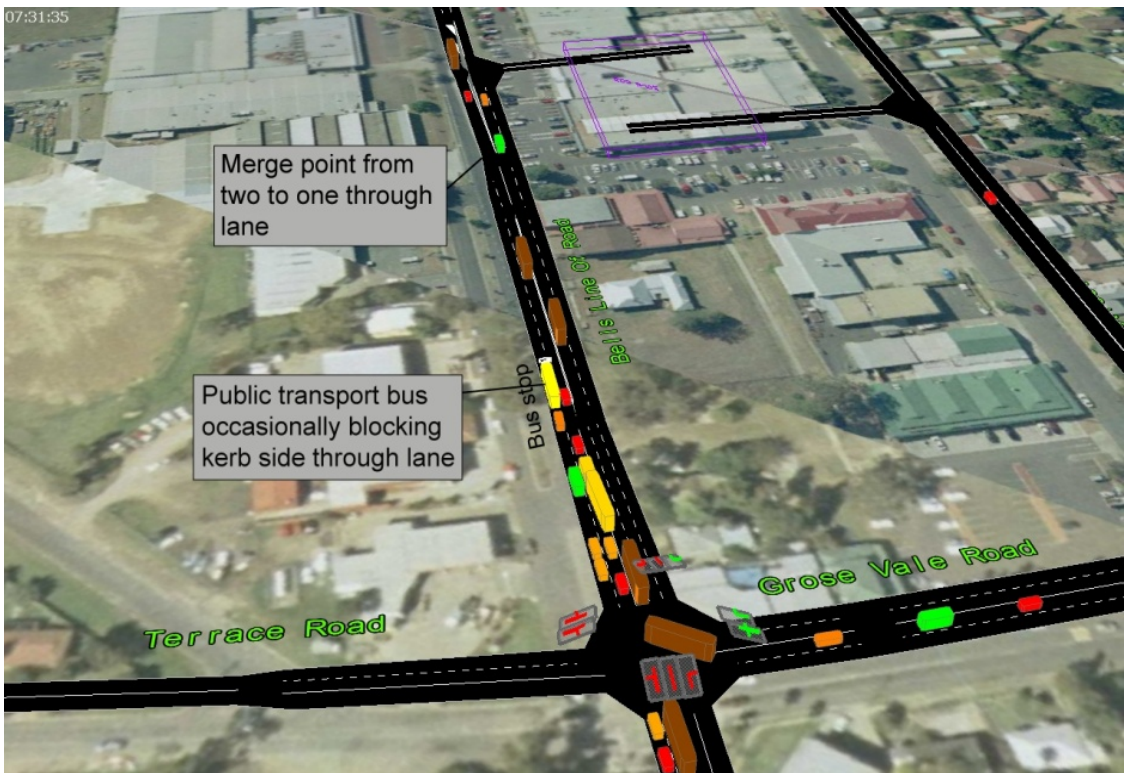 07:31:35
Merge point from
two to one through
lane
Bells Line Of Road
Public transport bus
occasionally blocking
kerb side through lane
Bus stop
Grose Vale Road
Terrace Road